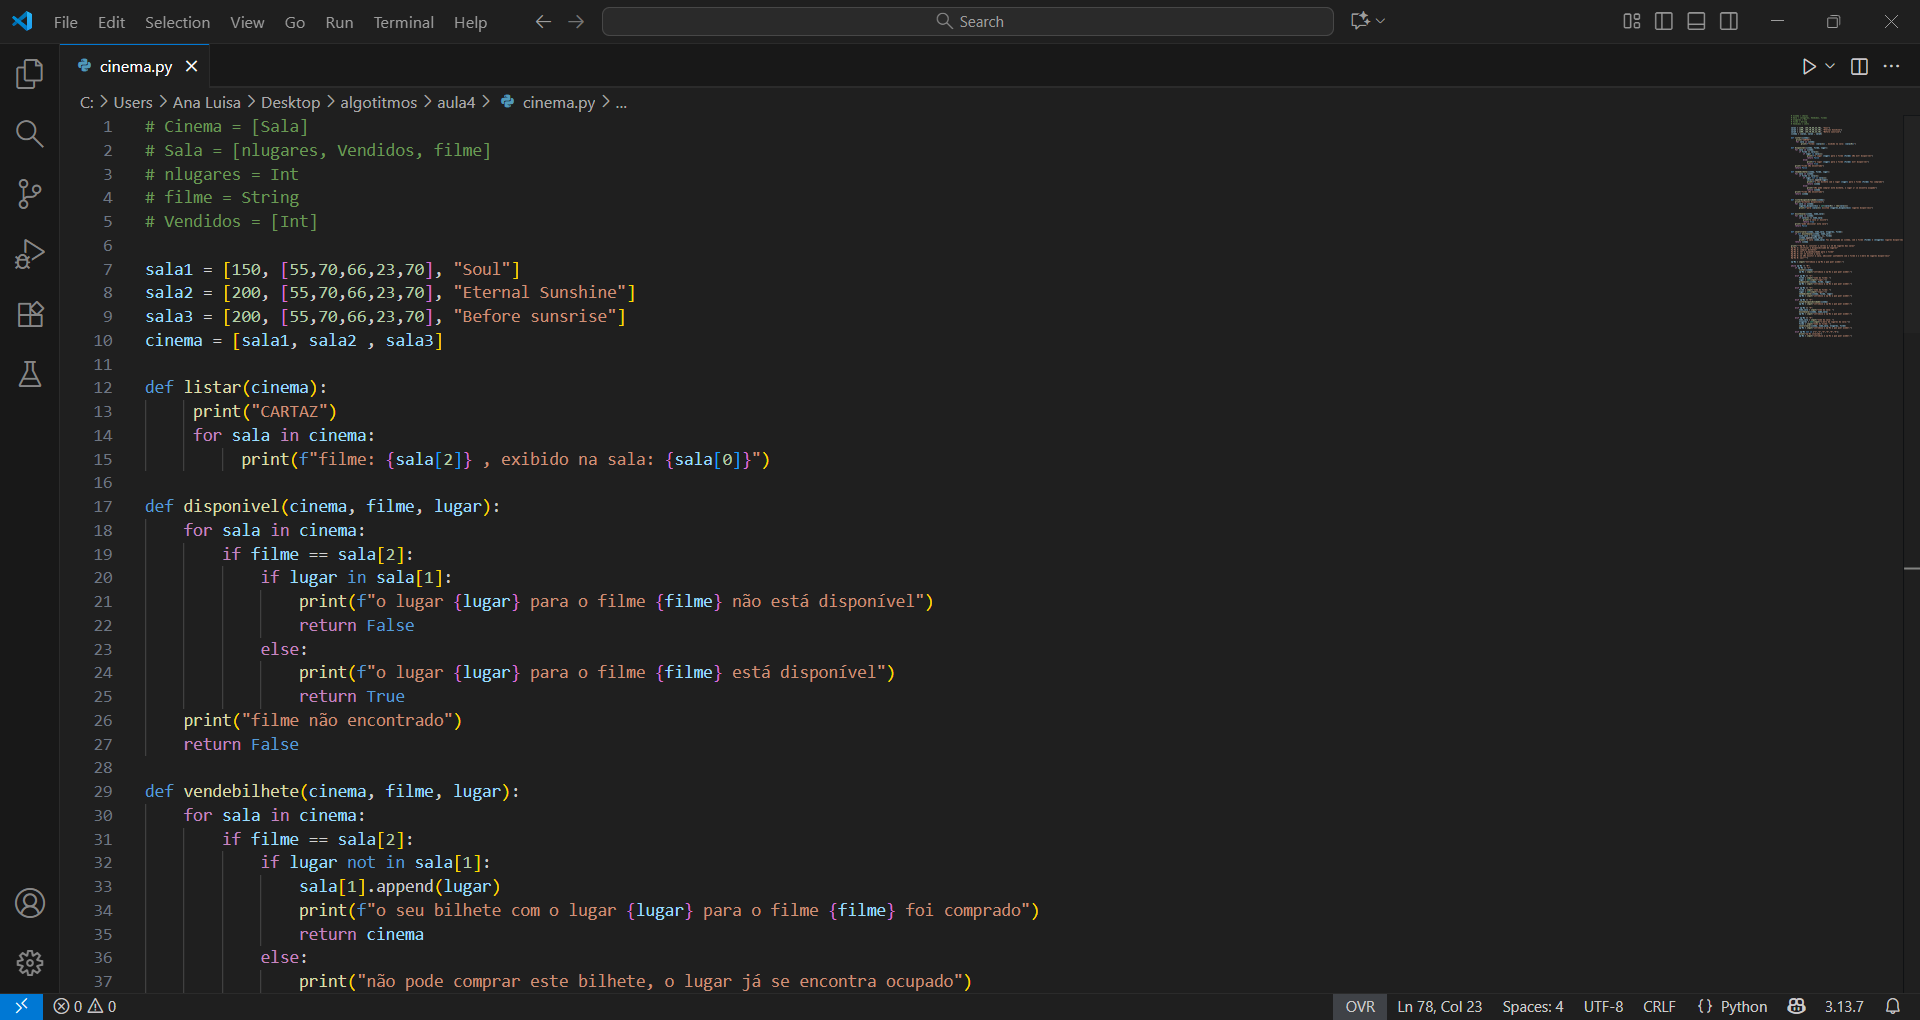 File Edit Selection View Go Run Terminal Help Search
cinema.py
C: > Users > Ana Luisa > Desktop > algotitmos > aula4 > cinema.py > ...
1 # Cinema = [Sala]
2 # Sala = [nlugares, Vendidos, filme]
3 # nlugares = Int
4 # filme = String
5 # Vendidos = [Int]
6
7 sala1 = [150, [55,70,66,23,70], "Soul"]
8 sala2 = [200, [55,70,66,23,70], "Eternal Sunshine"]
9 sala3 = [200, [55,70,66,23,70], "Before sunsrise"]
10 cinema = [sala1, sala2 , sala3]
11
12 def listar(cinema):
13 print("CARTAZ")
14 for sala in cinema:
15 print(f"filme: {sala[2]} , exibido na sala: {sala[0]}")
16
17 def disponivel(cinema, filme, lugar):
18 for sala in cinema:
19 if filme == sala[2]:
20 if lugar in sala[1]:
21 print(f"o lugar {lugar} para o filme {filme} não está disponível")
22 return False
23 else:
24 print(f"o lugar {lugar} para o filme {filme} está disponível")
25 return True
26 print("filme não encontrado")
27 return False
28
29 def vendebilhete(cinema, filme, lugar):
30 for sala in cinema:
31 if filme == sala[2]:
32 if lugar not in sala[1]:
33 sala[1].append(lugar)
34 print(f"o seu bilhete com o lugar {lugar} para o filme {filme} foi comprado")
35 return cinema
36 else:
37 print("não pode comprar este bilhete, o lugar já se encontra ocupado")
0 0 OVR Ln 78, Col 23 Spaces: 4 UTF-8 CRLF {} Python 3.13.7